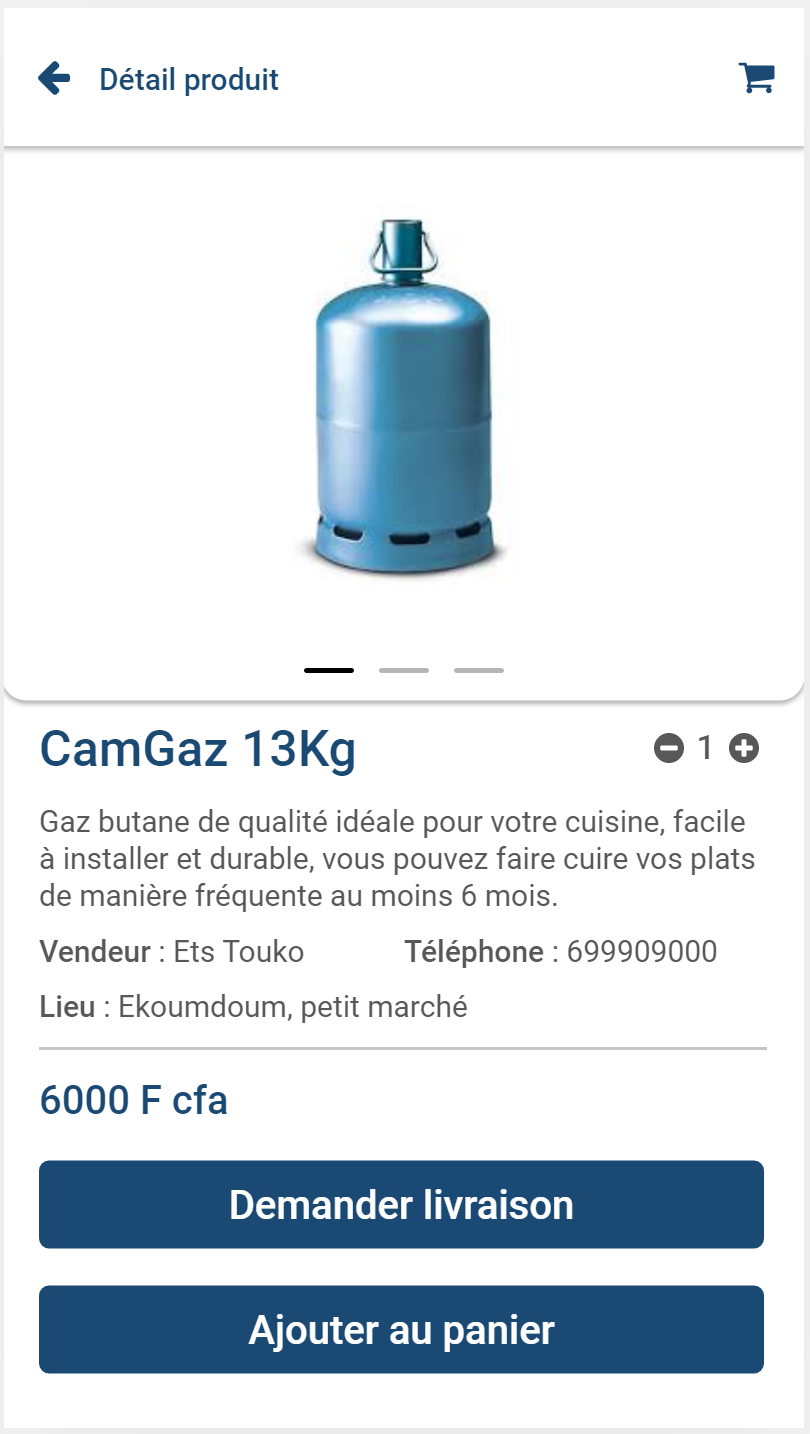 Détail produit
CamGaz 13Kg
1
Gaz butane de qualité idéale pour votre cuisine, facile
à installer et durable, vous pouvez faire cuire vos plats
de manière fréquente au moins 6 mois.
Vendeur : Ets Touko
Téléphone : 699909000
Lieu : Ekoumdoum, petit marché
6000 F cfa
Demander livraison
Ajouter au panier